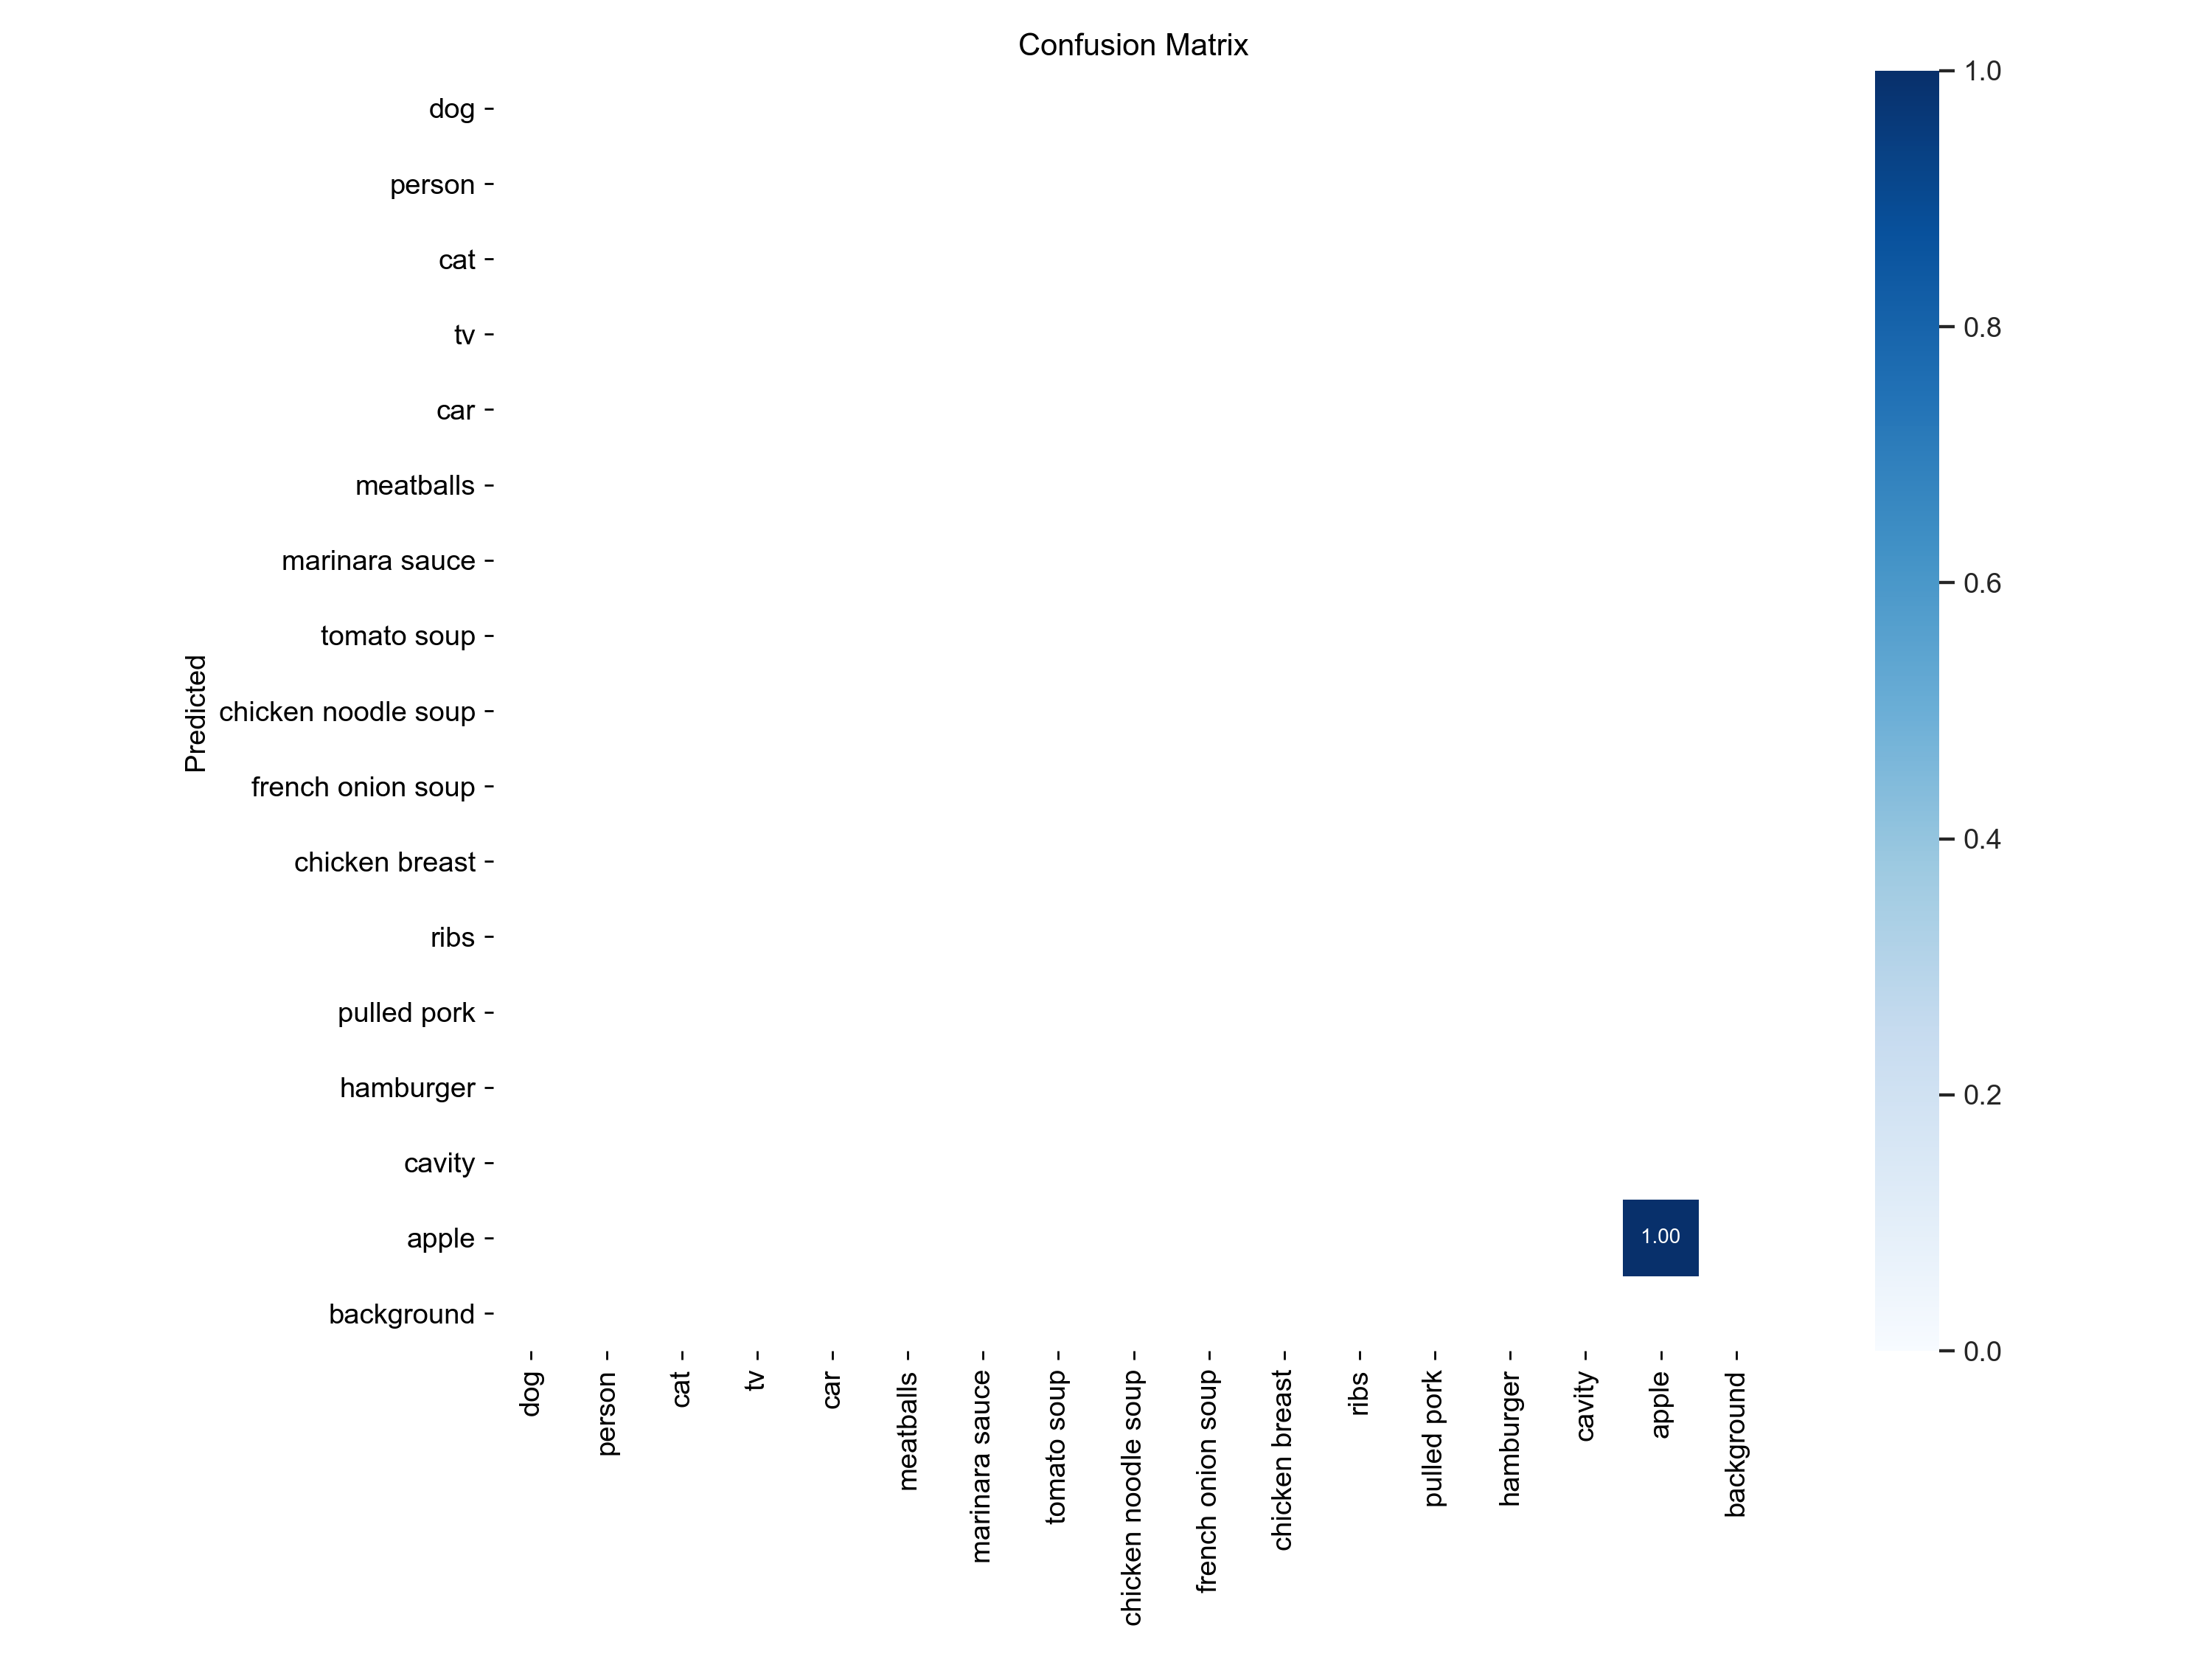 Confusion Matrix
dog
person
cat
tv
car
meatballs
marinara sauce
tomato soup
chicken noodle soup
french onion soup
chicken breast
ribs
pulled pork
hamburger
cavity
apple
background
Predicted
1.00
dog
person
cat
tv
car
meatballs
marinara sauce
tomato soup
chicken noodle soup
french onion soup
chicken breast
ribs
pulled pork
hamburger
cavity
apple
background
1.0
0.8
0.6
0.4
0.2
0.0